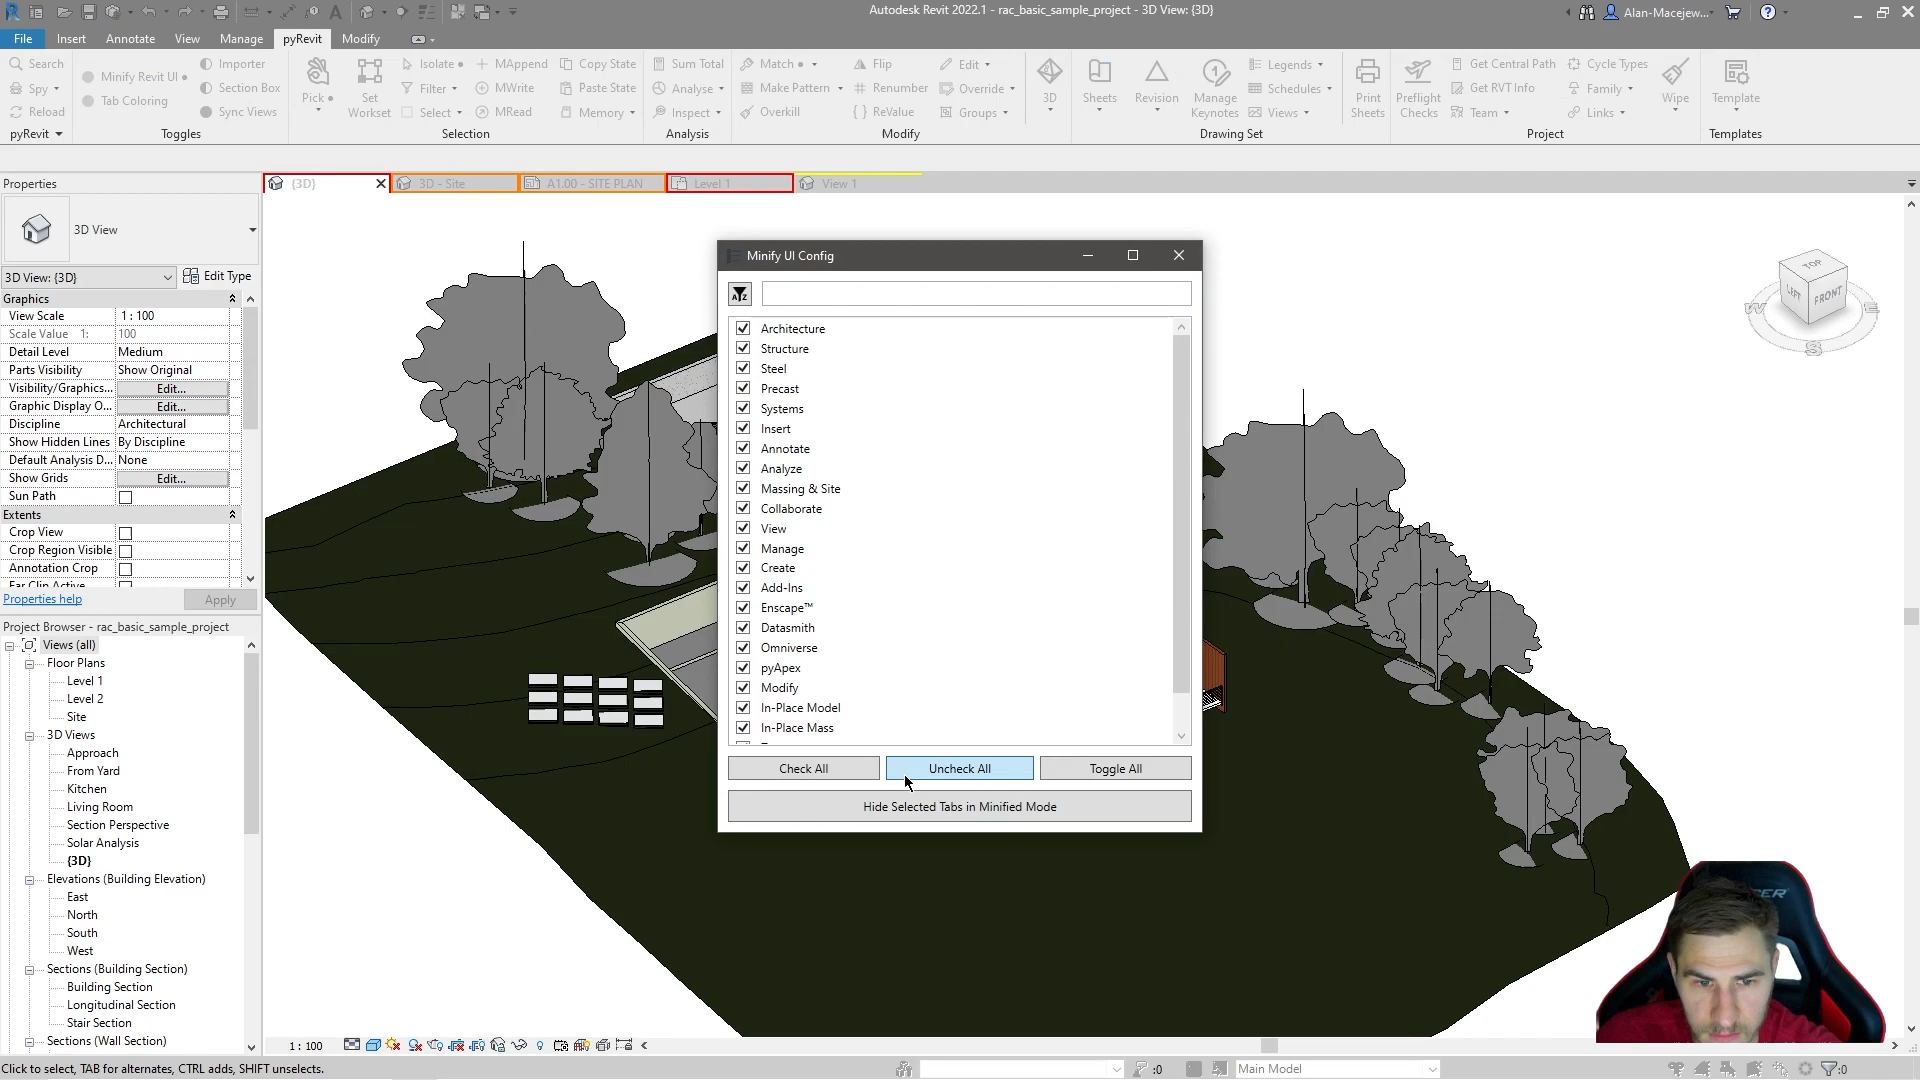 Autodesk Revit 2022.1 - rac_basic_sample_project - 3D View: {3D}
Alan-Macejew...
File Insert Annotate View Manage pyRevit Modify
Search
Spy
Reload
pyRevit
Minify Revit UI
Tab Coloring
Importer
Section Box
Sync Views
Toggles
Pick
Set Workset
Isolate
Filter
Select
MAppend
MWrite
MRead
Copy State
Paste State
Memory
Selection
Sum Total
Analyse
Inspect
Analysis
Match
Make Pattern
Overkill
Flip
Renumber
ReValue
Edit
Override
Groups
Modify
3D
Sheets
Revision
Manage Keynotes
Legends
Schedules
Views
Drawing Set
Print Sheets
Preflight Checks
Get Central Path
Get RVT Info
Team
Cycle Types
Family
Links
Project
Wipe
Template
Templates
{3D} 3D - Site A1.00 - SITE PLAN Level 1 View 1
Properties
3D View
3D View: {3D} Edit Type
Graphics
View Scale 1 : 100
Scale Value 1: 100
Detail Level Medium
Parts Visibility Show Original
Visibility/Graphics... Edit...
Graphic Display O... Edit...
Discipline Architectural
Show Hidden Lines By Discipline
Default Analysis D... None
Show Grids Edit...
Sun Path
Extents
Crop View
Crop Region Visible
Annotation Crop
Far Clip Active
Properties help Apply
Project Browser - rac_basic_sample_project
Views (all)
Floor Plans
Level 1
Level 2
Site
3D Views
Approach
From Yard
Kitchen
Living Room
Section Perspective
Solar Analysis
{3D}
Elevations (Building Elevation)
East
North
South
West
Sections (Building Section)
Building Section
Longitudinal Section
Stair Section
Sections (Wall Section)
Minify UI Config
Architecture
Structure
Steel
Precast
Systems
Insert
Annotate
Analyze
Massing & Site
Collaborate
View
Manage
Create
Add-Ins
Enscape™
Datasmith
Omniverse
pyApex
Modify
In-Place Model
In-Place Mass
Check All Uncheck All Toggle All
Hide Selected Tabs in Minified Mode
TOP
LEFT FRONT
W E
S
1 : 100
Click to select, TAB for alternates, CTRL adds, SHIFT unselects.
:0 Main Model :0